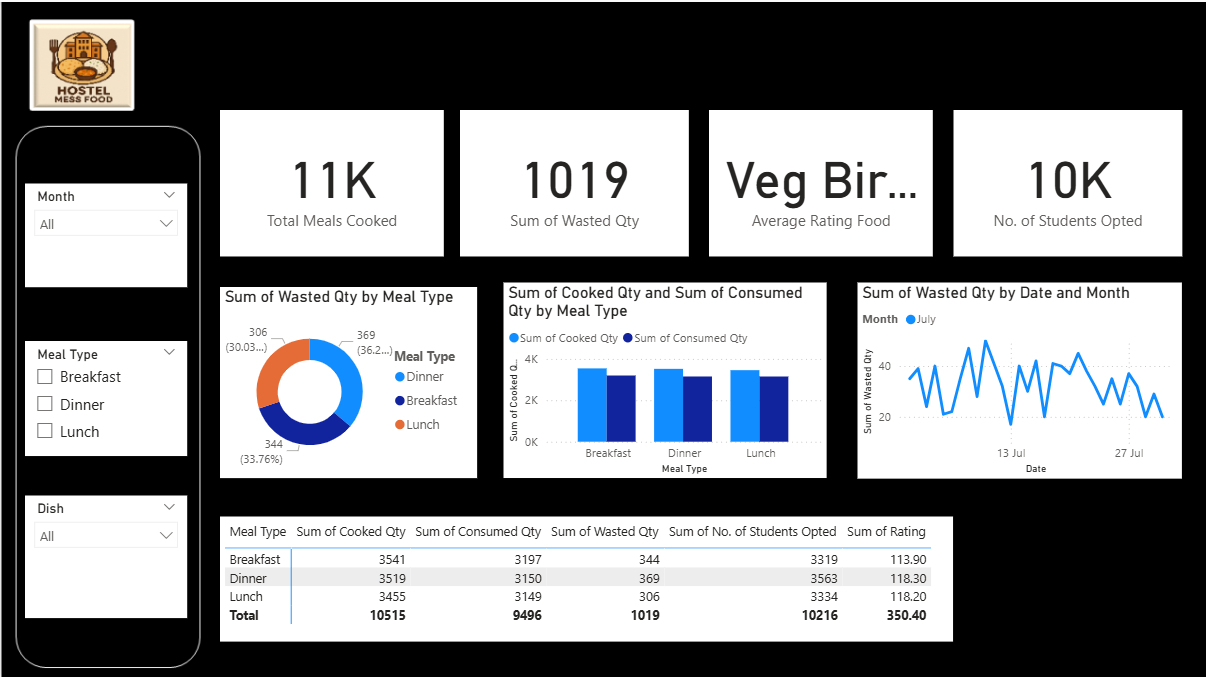 HOSTEL
MESS FOOD
Month
All
Meal Type
Breakfast
Dinner
Lunch
Dish
All
11K
Total Meals Cooked
1019
Sum of Wasted Qty
Veg Bir...
Average Rating Food
10K
No. of Students Opted
Sum of Wasted Qty by Meal Type
306
(30.03...)
369
(36.2...)
344
(33.76%)
Meal Type
Dinner
Breakfast
Lunch
Sum of Cooked Qty and Sum of Consumed
Qty by Meal Type
Sum of Cooked Qty Sum of Consumed Qty
Sum of Cooked Q...
4K
2K
0K
Breakfast Dinner Lunch
Meal Type
Sum of Wasted Qty by Date and Month
Month July
Sum of Wasted Qty
40
20
13 Jul 27 Jul
Date
Meal Type Sum of Cooked Qty Sum of Consumed Qty Sum of Wasted Qty Sum of No. of Students Opted Sum of Rating
Breakfast 3541 3197 344 3319 113.90
Dinner 3519 3150 369 3563 118.30
Lunch 3455 3149 306 3334 118.20
Total 10515 9496 1019 10216 350.40